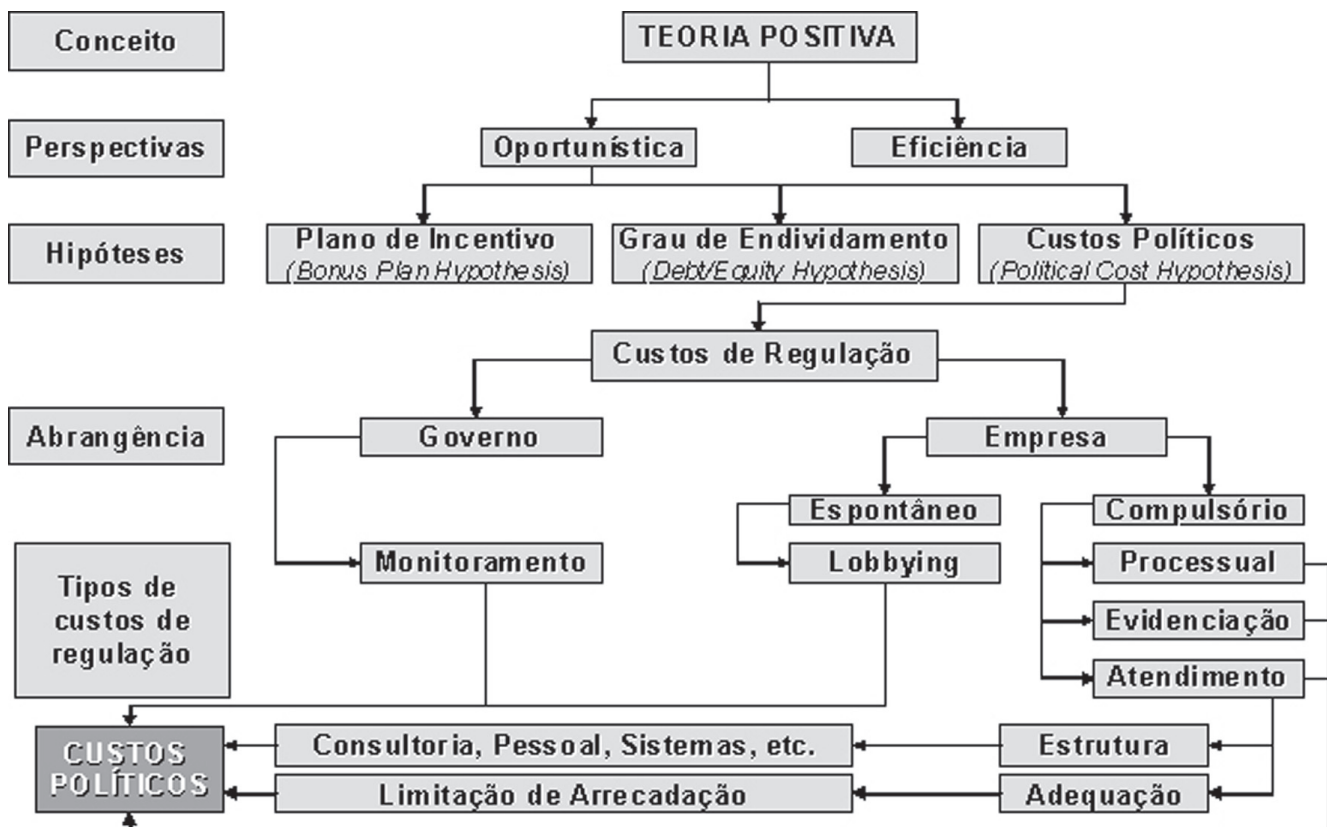 Conceito
TEORIA POSITIVA
Perspectivas
Oportunística
Eficiência
Hipóteses
Plano de Incentivo
(Bonus Plan Hypothesis)
Grau de Endividamento
(Debt/Equity Hypothesis)
Custos Políticos
(Political Cost Hypothesis)
Custos de Regulação
Abrangência
Governo
Empresa
Espontâneo
Compulsório
Tipos de
custos de
regulação
Monitoramento
Lobbying
Processual
Evidenciação
Atendimento
CUSTOS
POLÍTICOS
Consultoria, Pessoal, Sistemas, etc.
Estrutura
Limitação de Arrecadação
Adequação